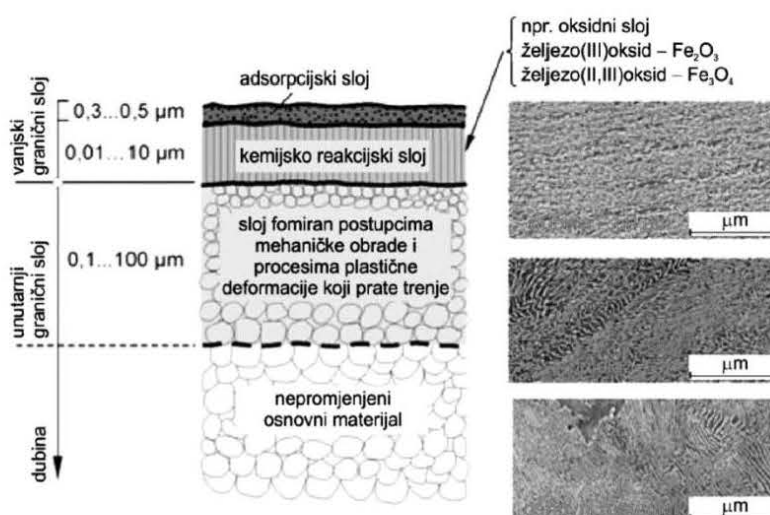 npr. oksidni sloj
željezo(III)oksid – Fe₂O₃
željezo(II,III)oksid – Fe₃O₄
adsorpcijski sloj
vanjski
granični sloj
0,3...0,5 µm
0,01...10 µm
kemijsko reakcijski sloj
µm
unutarnji
granični sloj
0,1...100 µm
sloj fomiran postupcima
mehaničke obrade i
procesima plastične
deformacije koji prate trenje
µm
nepromjenjeni
osnovni materijal
dubina
µm